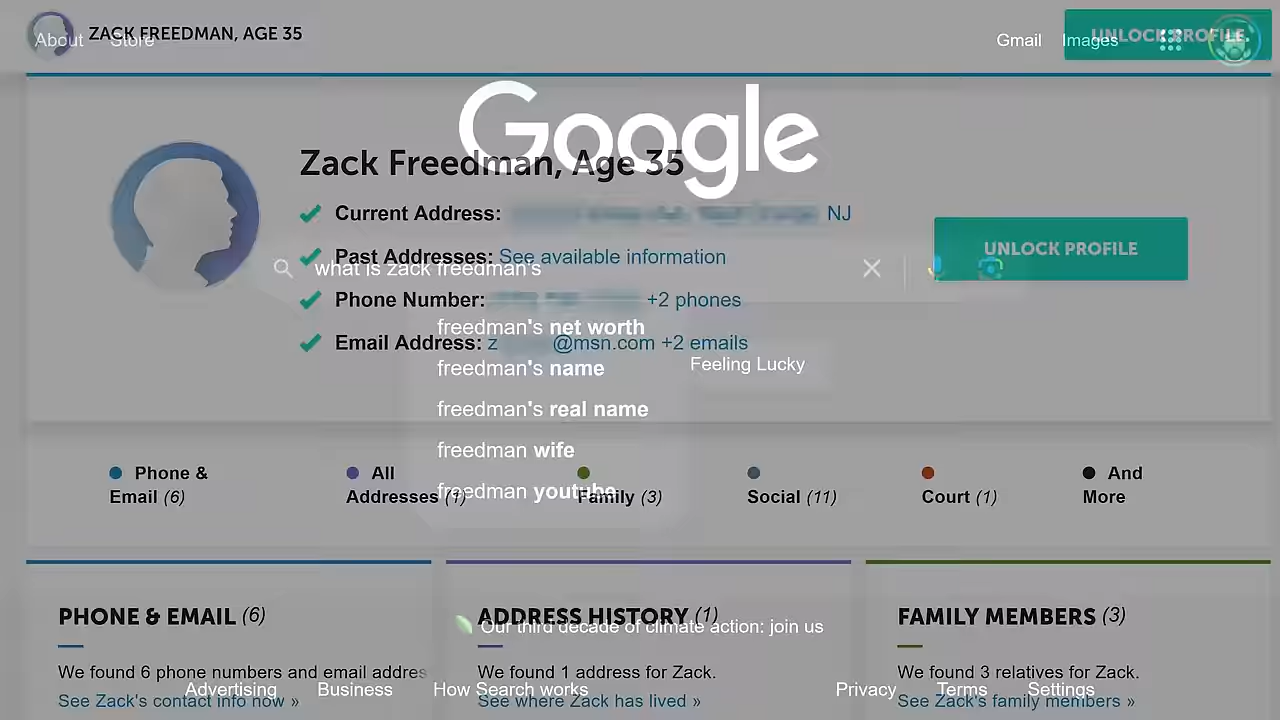 ZACK FREEDMAN, AGE 35
UNLOCK PROFILE
About Store
Gmail Images
Google
Zack Freedman, Age 35
Current Address: NJ
Past Addresses: See available information
UNLOCK PROFILE
what is zack freedman's
Phone Number: +2 phones
freedman's net worth
Email Address: z @msn.com +2 emails
Feeling Lucky
freedman's name
freedman's real name
freedman wife
freedman youtube
Phone & Email (6)
All Addresses (1)
Family (3)
Social (11)
Court (1)
And More
PHONE & EMAIL (6)
ADDRESS HISTORY (1)
FAMILY MEMBERS (3)
Our third decade of climate action: join us
We found 6 phone numbers and email addres
We found 1 address for Zack.
We found 3 relatives for Zack.
Advertising Business How Search works
Privacy Terms Settings
See Zack's contact info now »
See where Zack has lived »
See Zack's family members »